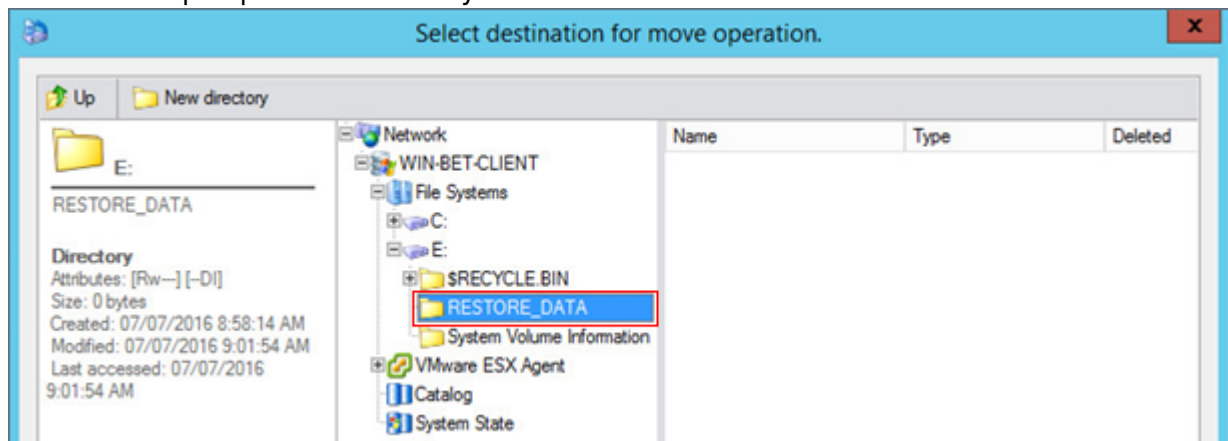 Select destination for move operation.
x
Up New directory
E:
RESTORE_DATA
Directory
Attributes: [Rw---] [--DI]
Size: 0 bytes
Created: 07/07/2016 8:58:14 AM
Modified: 07/07/2016 9:01:54 AM
Last accessed: 07/07/2016
9:01:54 AM
Network
WIN-BET-CLIENT
File Systems
C:
E:
$RECYCLE.BIN
RESTORE_DATA
System Volume Information
VMware ESX Agent
Catalog
System State
Name Type Deleted